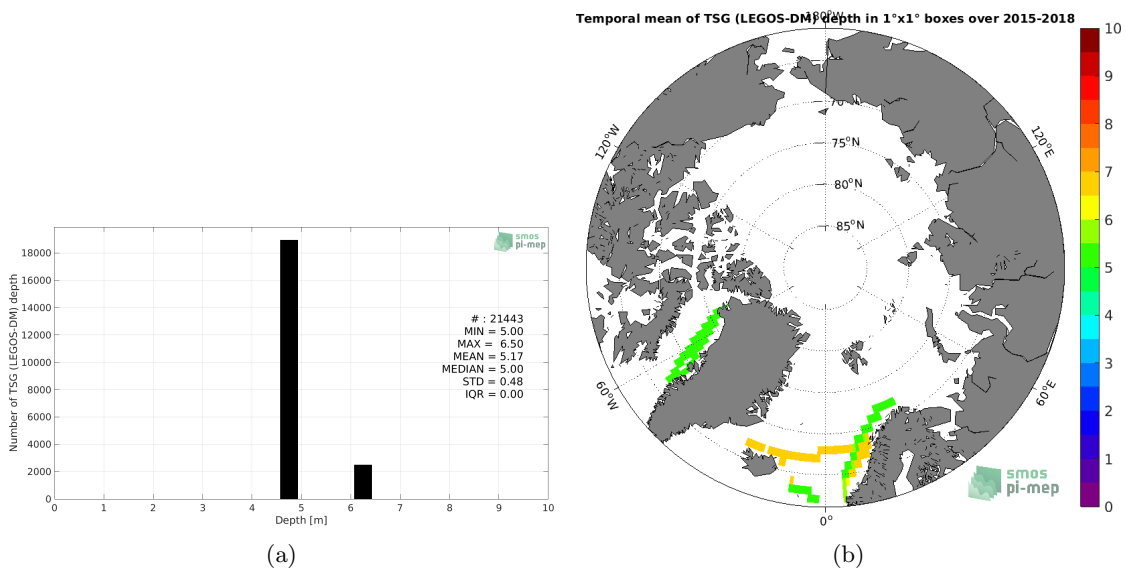 smos
pi-mep
18000
16000
14000
12000
10000
8000
6000
4000
2000
0
Number of TSG (LEGOS-DM) depth
# : 21443
MIN = 5.00
MAX = 6.50
MEAN = 5.17
MEDIAN = 5.00
STD = 0.48
IQR = 0.00
0 1 2 3 4 5 6 7 8 9 10
Depth [m]
(a)
Temporal mean of TSG (LEGOS-DM) depth in 1°x1° boxes over 2015-2018
180°W
120°W
120°E
70°N
75°N
80°N
85°N
60°W
60°E
0°
10
9
8
7
6
5
4
3
2
1
0
smos
pi-mep
(b)